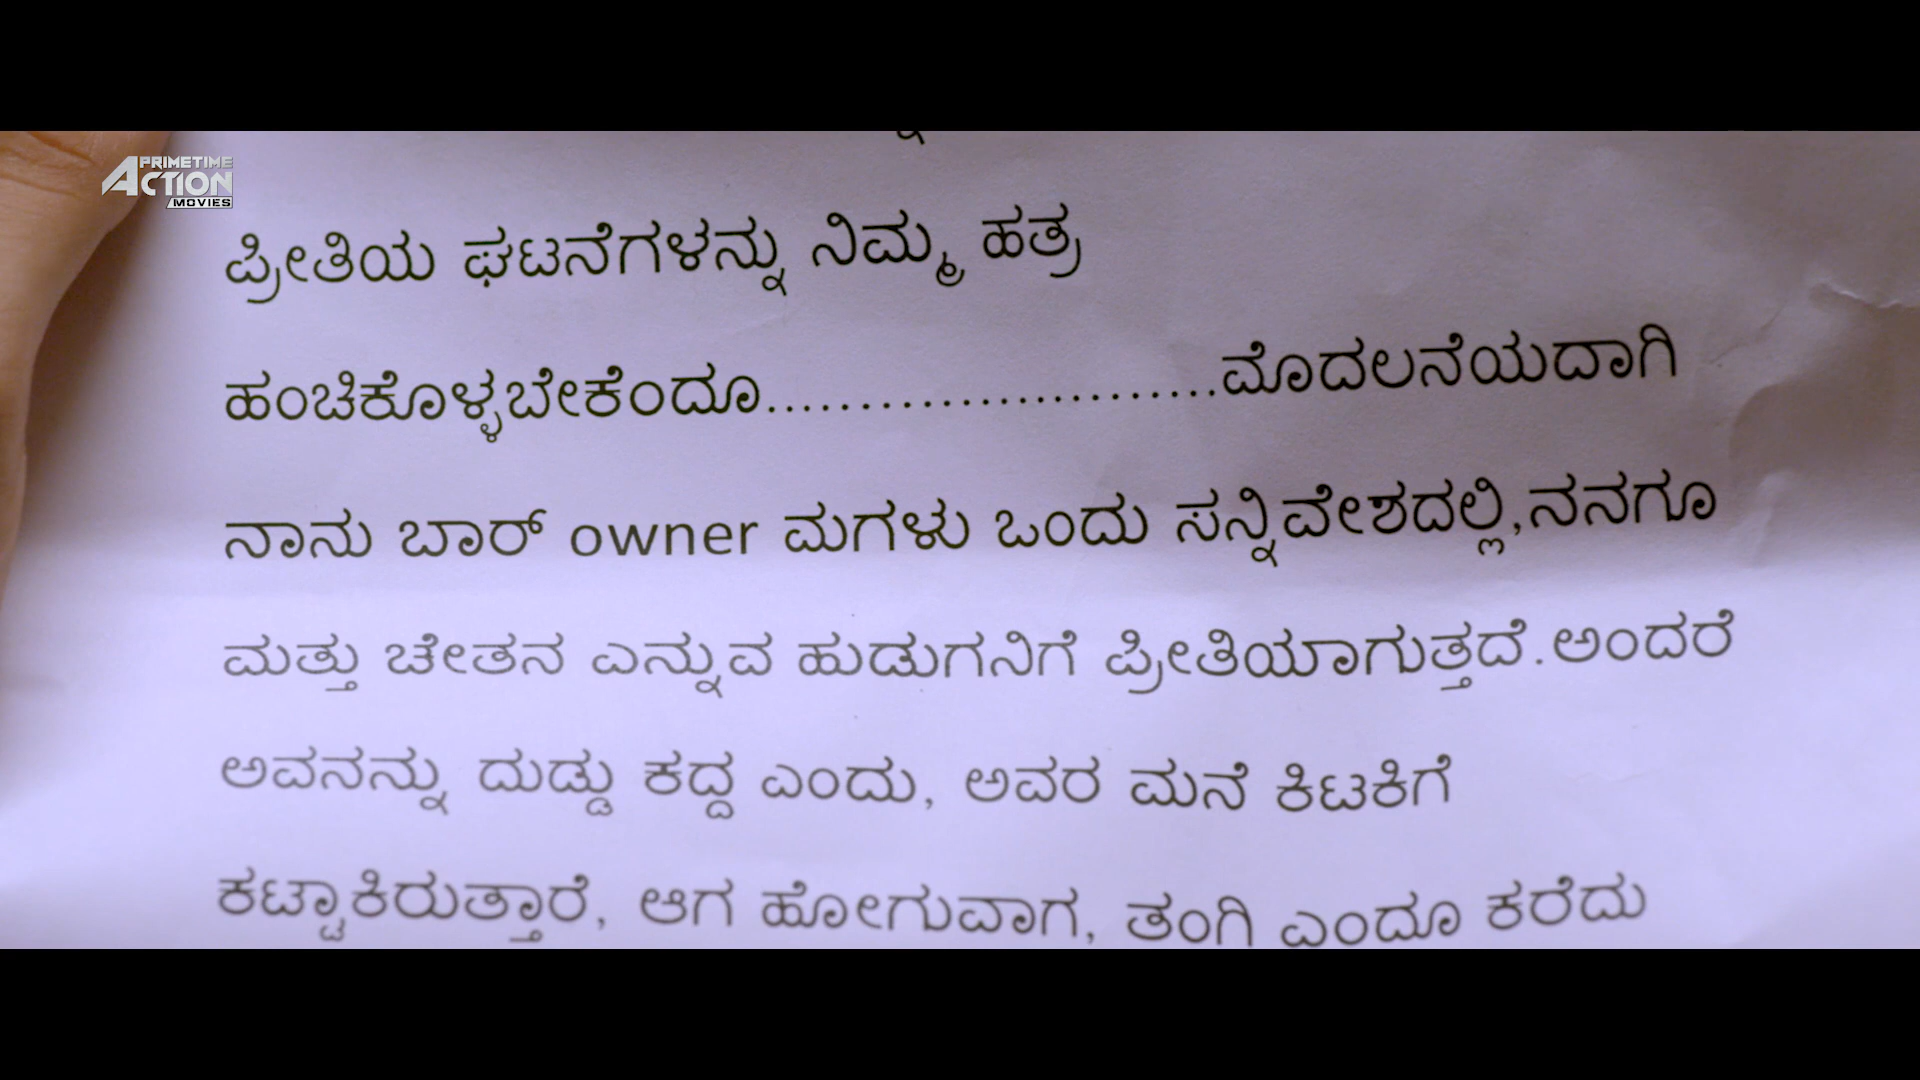 PRIMETIME
ACTION
MOVIES
ಪ್ರೀತಿಯ ಘಟನೆಗಳನ್ನು ನಿಮ್ಮ ಹತ್ರ
ಹಂಚಿಕೊಳ್ಳಬೇಕೆಂದೂ.........................ಮೊದಲನೆಯದಾಗಿ
ನಾನು ಬಾರ್ owner ಮಗಳು ಒಂದು ಸನ್ನಿವೇಶದಲ್ಲಿ,ನನಗೂ
ಮತ್ತು ಚೇತನ ಎನ್ನುವ ಹುಡುಗನಿಗೆ ಪ್ರೀತಿಯಾಗುತ್ತದೆ.ಅಂದರೆ
ಅವನನ್ನು ದುಡ್ಡು ಕದ್ದ ಎಂದು, ಅವರ ಮನೆ ಕಿಟಕಿಗೆ
ಕಟ್ಟಾಕಿರುತ್ತಾರೆ, ಆಗ ಹೋಗುವಾಗ, ತಂಗಿ ಎಂದೂ ಕರೆದು